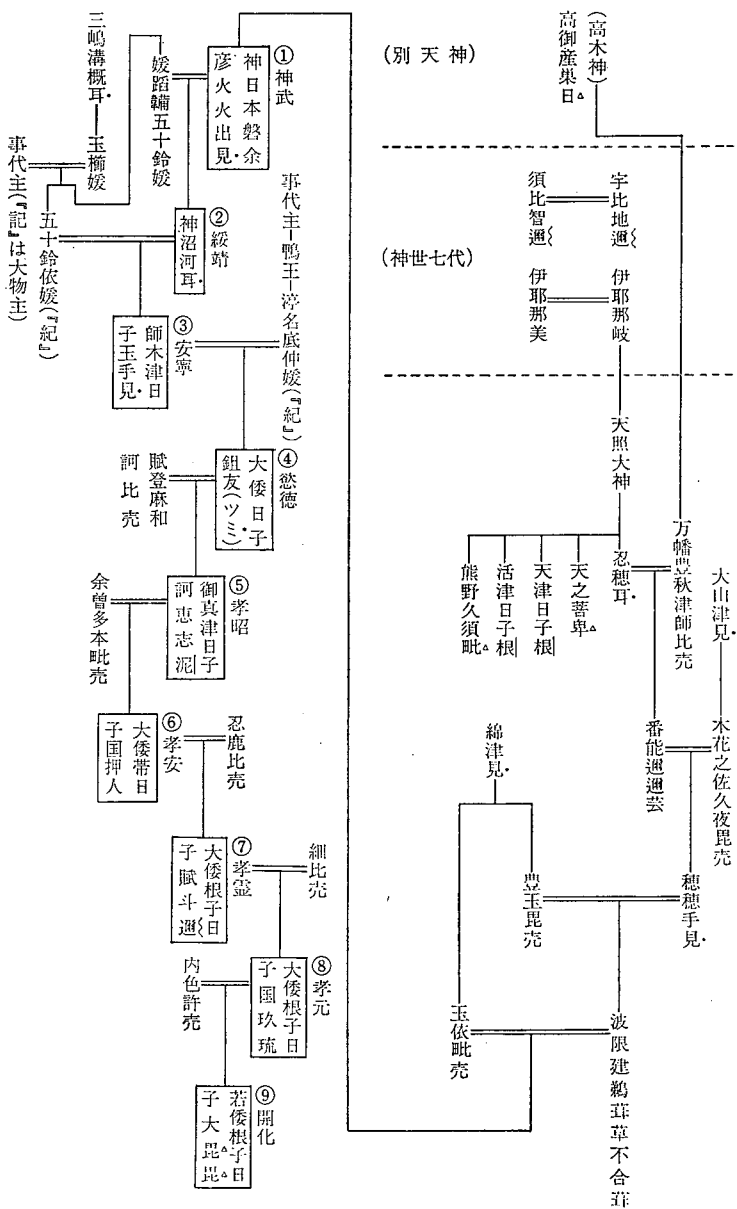 (高木神)
高御産巣日△
(別天神)
宇比地邇
須比智邇
(神世七代)
伊耶那岐
伊耶那美
天照大神
万幡豊秋津師比売
忍穂耳・
天之菩卑△
天津日子根
活津日子根
熊野久須毗△
大山津見・
木花之佐久夜毘売
番能邇邇芸
穂穂手見・
綿津見・
豊玉毘売
玉依毗売
波限建鵜葺草不合葺
①神武
神日本磐余
彦火火出見・
媛蹈鞴五十鈴媛
三嶋溝橛耳・―玉櫛媛
事代主(『記』は大物主)
五十鈴依媛(『紀』)
②綏靖
神沼河耳・
事代主―鴨王―渟名底仲媛(『紀』)
③安寧
師木津日
子玉手見・
④懿徳
大倭日子
鉏友(ツミ・)
賦登麻和
訶比売
⑤孝昭
御真津日子
訶恵志泥
余曽多本毗売
⑥孝安
大倭帯日
子国押人
忍鹿比売
⑦孝霊
大倭根子日
子賦斗邇
細比売
⑧孝元
大倭根子日
子国玖琉
内色許売
⑨開化
若倭根子日
子大毘△毘△